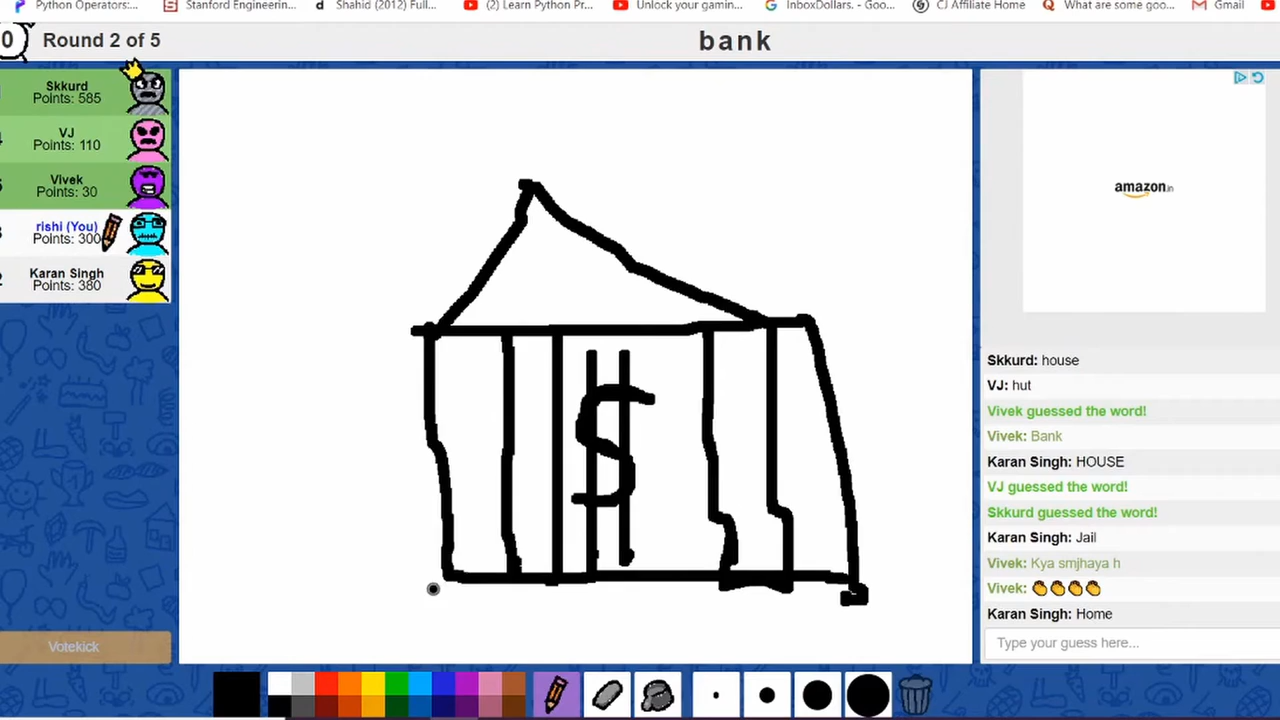 Python Operators:...
Stanford Engineerin...
Shahid (2012) Full...
(2) Learn Python Pr...
Unlock your gamin...
InboxDollars. - Goo...
CJ Affiliate Home
What are some goo...
Gmail
0
Round 2 of 5
bank
Skkurd
Points: 585
VJ
Points: 110
Vivek
Points: 30
rishi (You)
Points: 300
Karan Singh
Points: 380
$
amazon.in
Skkurd: house
VJ: hut
Vivek guessed the word!
Vivek: Bank
Karan Singh: HOUSE
VJ guessed the word!
Skkurd guessed the word!
Karan Singh: Jail
Vivek: Kya smjhaya h
Vivek: 👏👏👏👏
Karan Singh: Home
Type your guess here...
Votekick